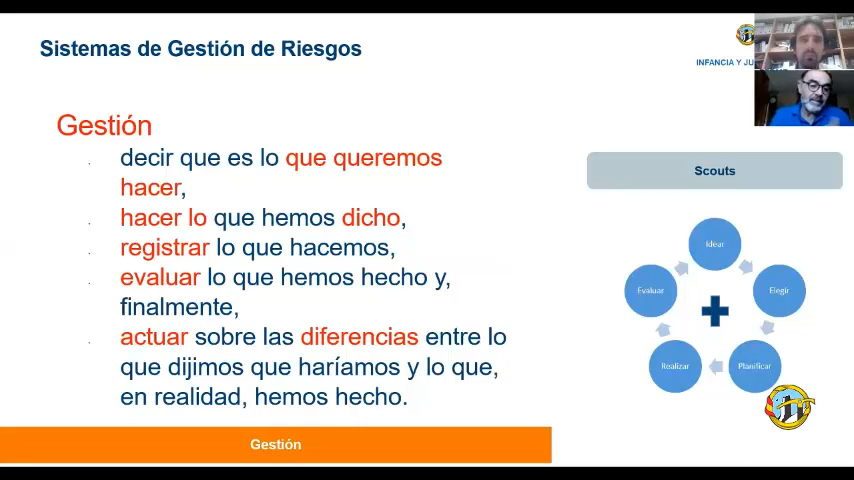 Sistemas de Gestión de Riesgos
INFANCIA Y JU
Gestión
decir que es lo que queremos
hacer,
hacer lo que hemos dicho,
registrar lo que hacemos,
evaluar lo que hemos hecho y,
finalmente,
actuar sobre las diferencias entre lo
que dijimos que haríamos y lo que,
en realidad, hemos hecho.
Scouts
Idear
Elegir
Planificar
Realizar
Evaluar
Gestión